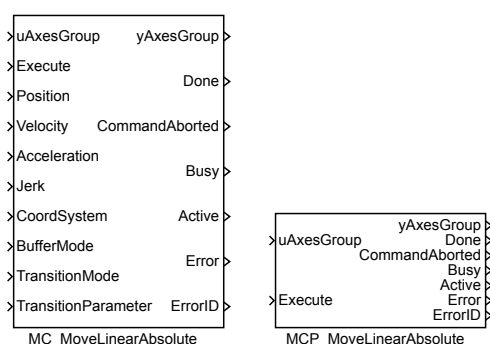 uAxesGroup yAxesGroup
Execute
Done
Position
Velocity CommandAborted
Acceleration
Busy
Jerk
CoordSystem Active
BufferMode
Error
TransitionMode
TransitionParameter ErrorID
MC_MoveLinearAbsolute
yAxesGroup
uAxesGroup Done
CommandAborted
Busy
Active
Execute Error
ErrorID
MCP_MoveLinearAbsolute